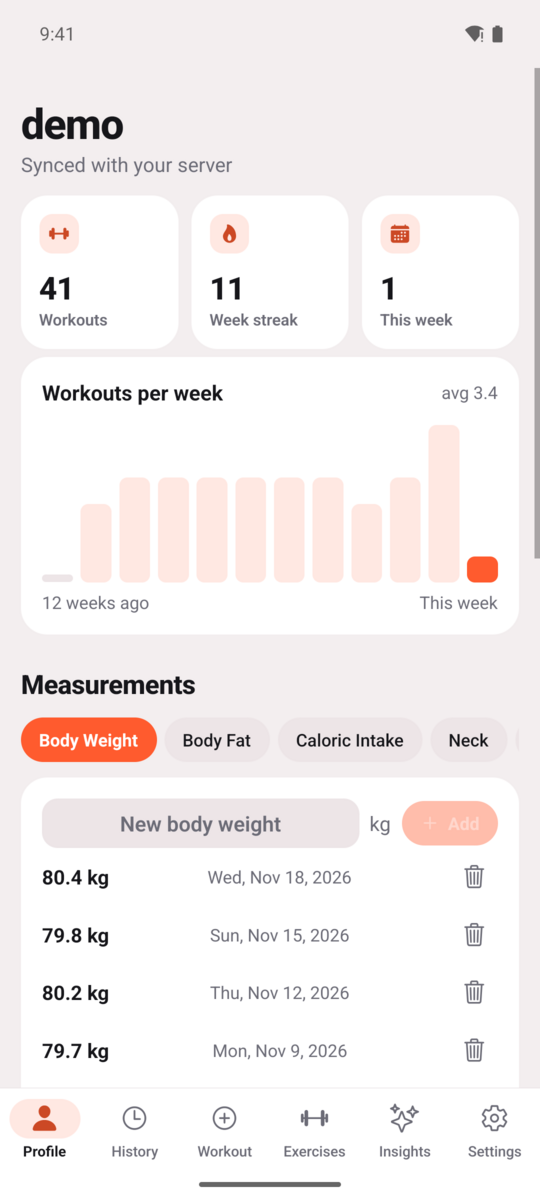 9:41
demo
Synced with your server
41
Workouts
11
Week streak
1
This week
Workouts per week
avg 3.4
12 weeks ago
This week
Measurements
Body Weight
Body Fat
Caloric Intake
Neck
New body weight
kg
+ Add
80.4 kg
Wed, Nov 18, 2026
79.8 kg
Sun, Nov 15, 2026
80.2 kg
Thu, Nov 12, 2026
79.7 kg
Mon, Nov 9, 2026
Profile
History
Workout
Exercises
Insights
Settings